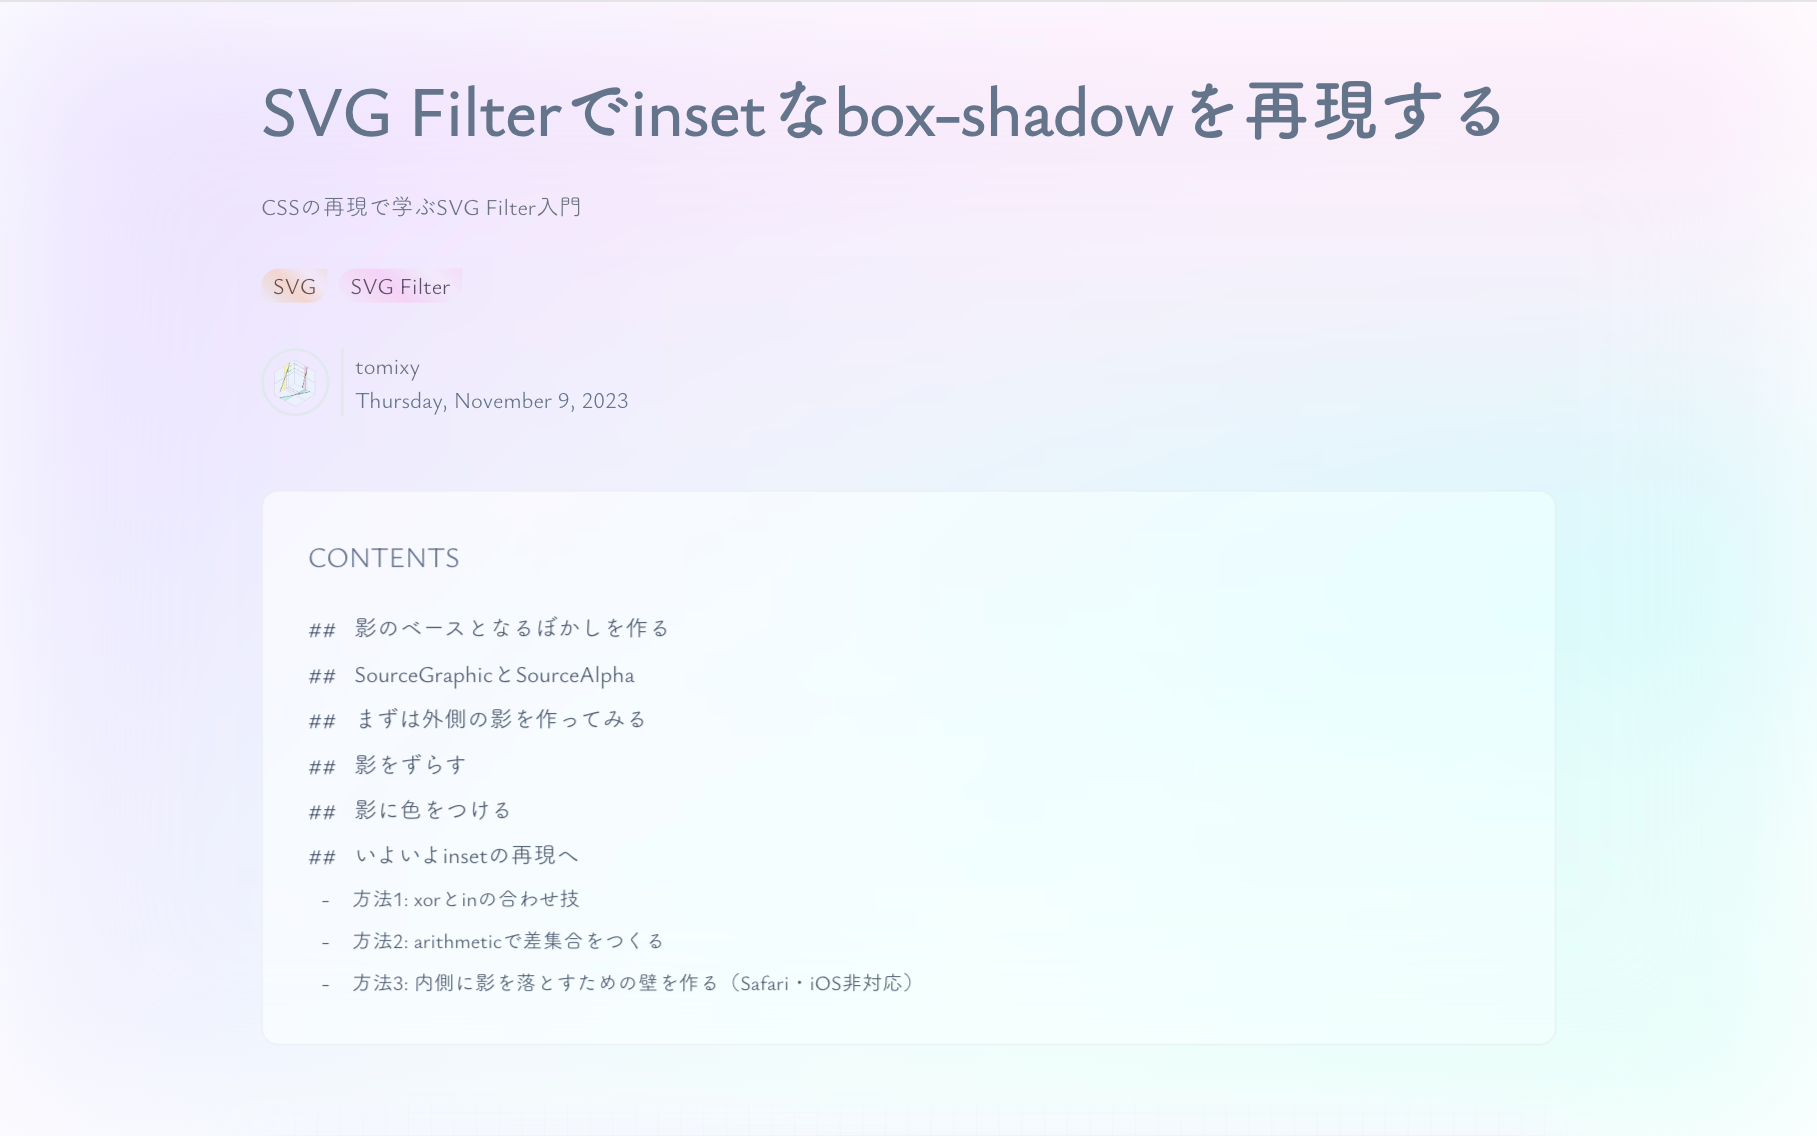 SVG Filterでinsetなbox-shadowを再現する
CSSの再現で学ぶSVG Filter入門
SVG SVG Filter
tomixy
Thursday, November 9, 2023
CONTENTS
## 影のベースとなるぼかしを作る
## SourceGraphicとSourceAlpha
## まずは外側の影を作ってみる
## 影をずらす
## 影に色をつける
## いよいよinsetの再現へ
- 方法1: xorとinの合わせ技
- 方法2: arithmeticで差集合をつくる
- 方法3: 内側に影を落とすための壁を作る（Safari・iOS非対応）